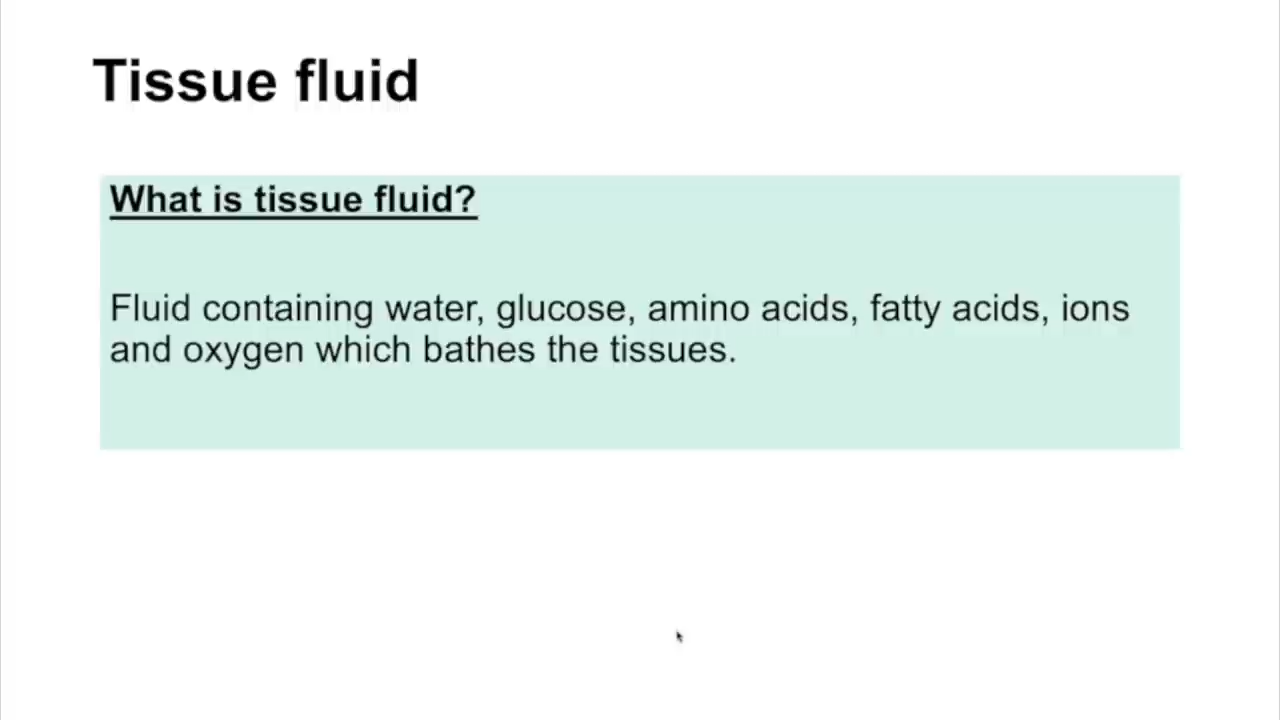 Tissue fluid
What is tissue fluid?
Fluid containing water, glucose, amino acids, fatty acids, ions
and oxygen which bathes the tissues.